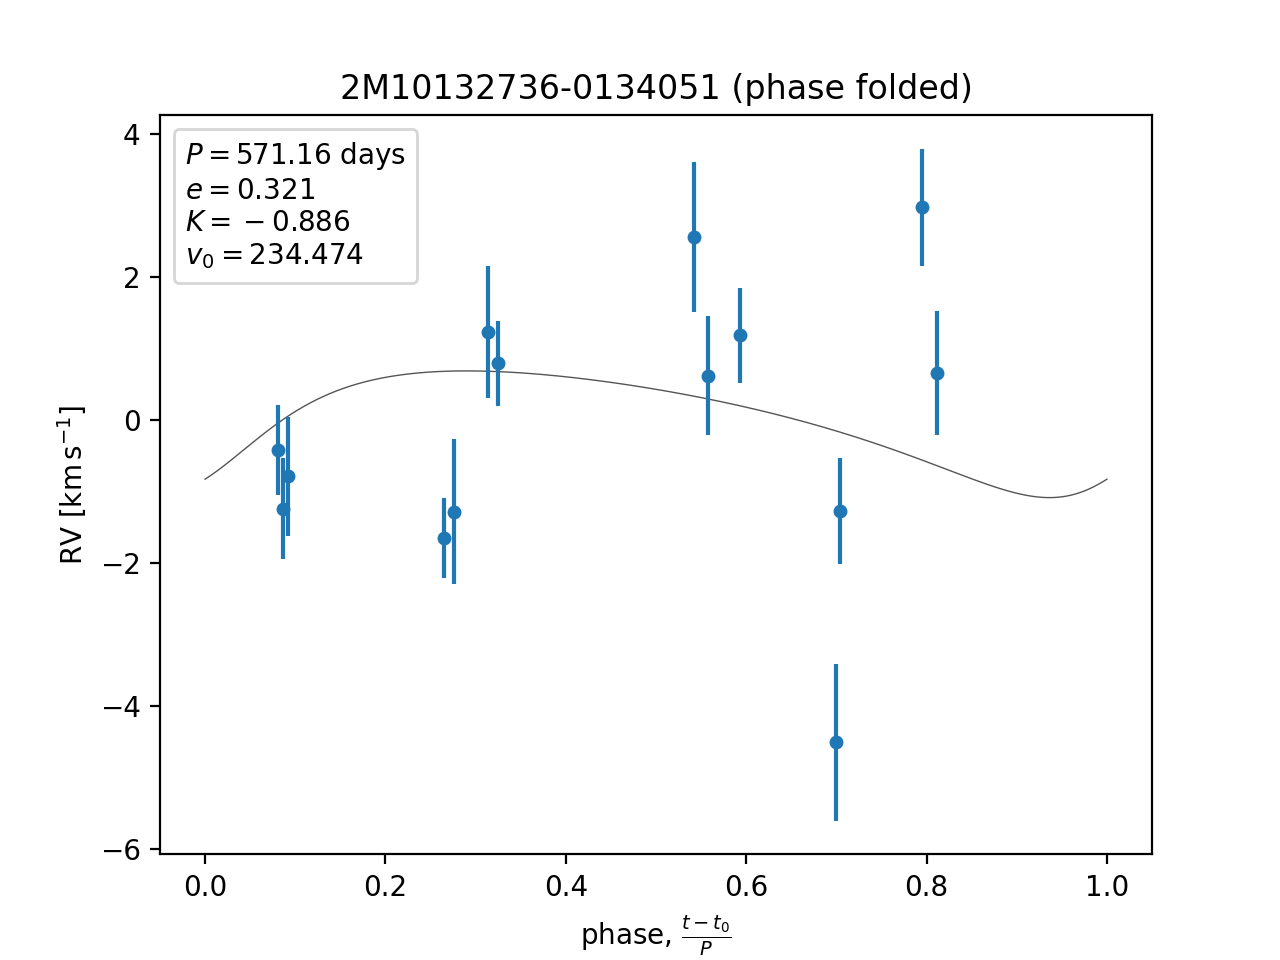 2M10132736-0134051 (phase folded)
P = 571.16 days
e = 0.321
K = −0.886
v₀ = 234.474
4
2
0
−2
−4
−6
RV [km s⁻¹]
0.0 0.2 0.4 0.6 0.8 1.0
phase, (t − t₀)/P